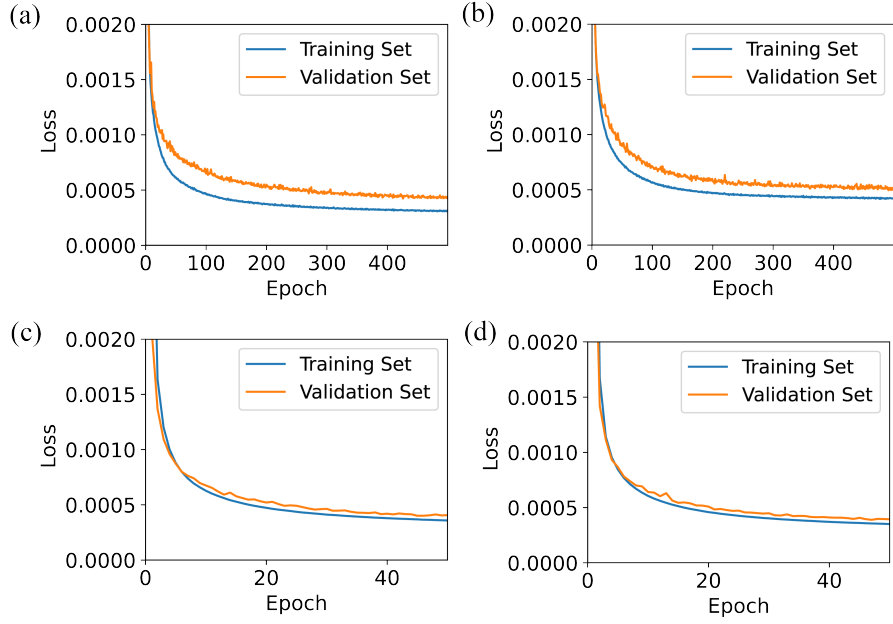 (a)
0.0020
0.0015
0.0010
0.0005
0.0000
Loss
Training Set
Validation Set
0 100 200 300 400
Epoch
(b)
0.0020
0.0015
0.0010
0.0005
0.0000
Loss
Training Set
Validation Set
0 100 200 300 400
Epoch
(c)
0.0020
0.0015
0.0010
0.0005
0.0000
Loss
Training Set
Validation Set
0 20 40
Epoch
(d)
0.0020
0.0015
0.0010
0.0005
0.0000
Loss
Training Set
Validation Set
0 20 40
Epoch